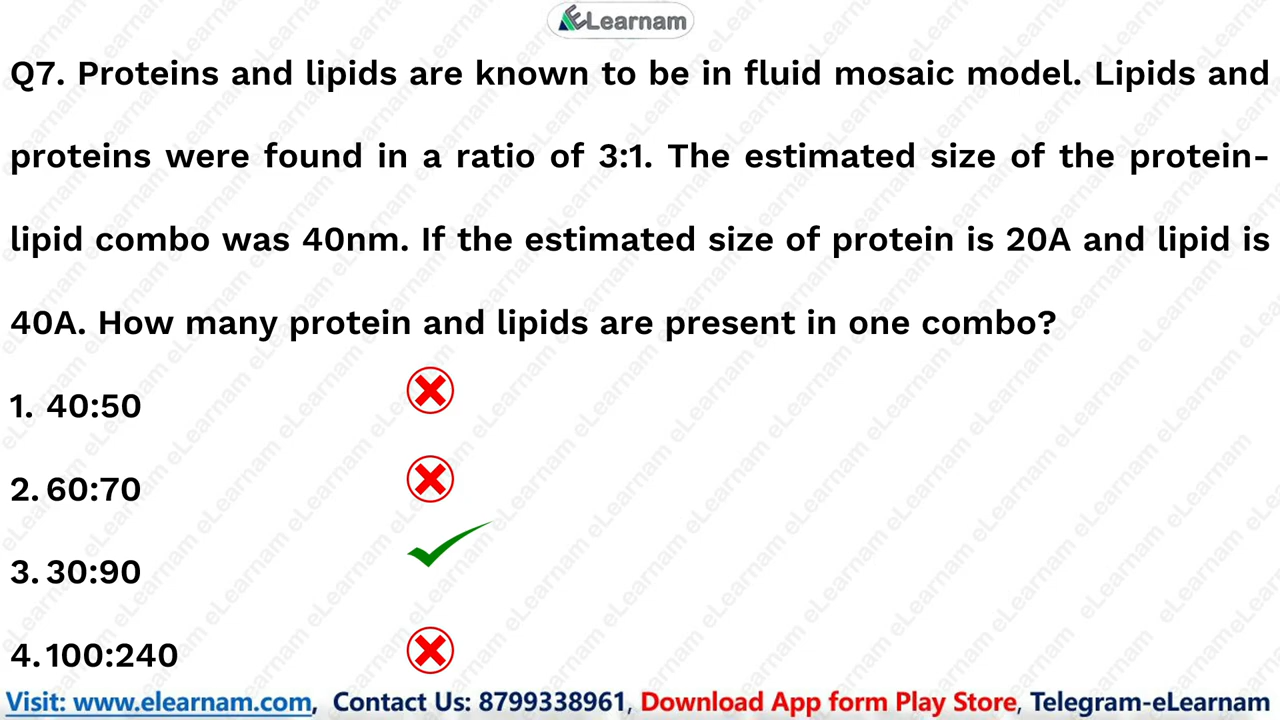 eLearnam
Q7. Proteins and lipids are known to be in fluid mosaic model. Lipids and
proteins were found in a ratio of 3:1. The estimated size of the protein-
lipid combo was 40nm. If the estimated size of protein is 20A and lipid is
40A. How many protein and lipids are present in one combo?
1. 40:50
2. 60:70
3. 30:90
4. 100:240
Visit: www.elearnam.com, Contact Us: 8799338961, Download App form Play Store, Telegram-eLearnam